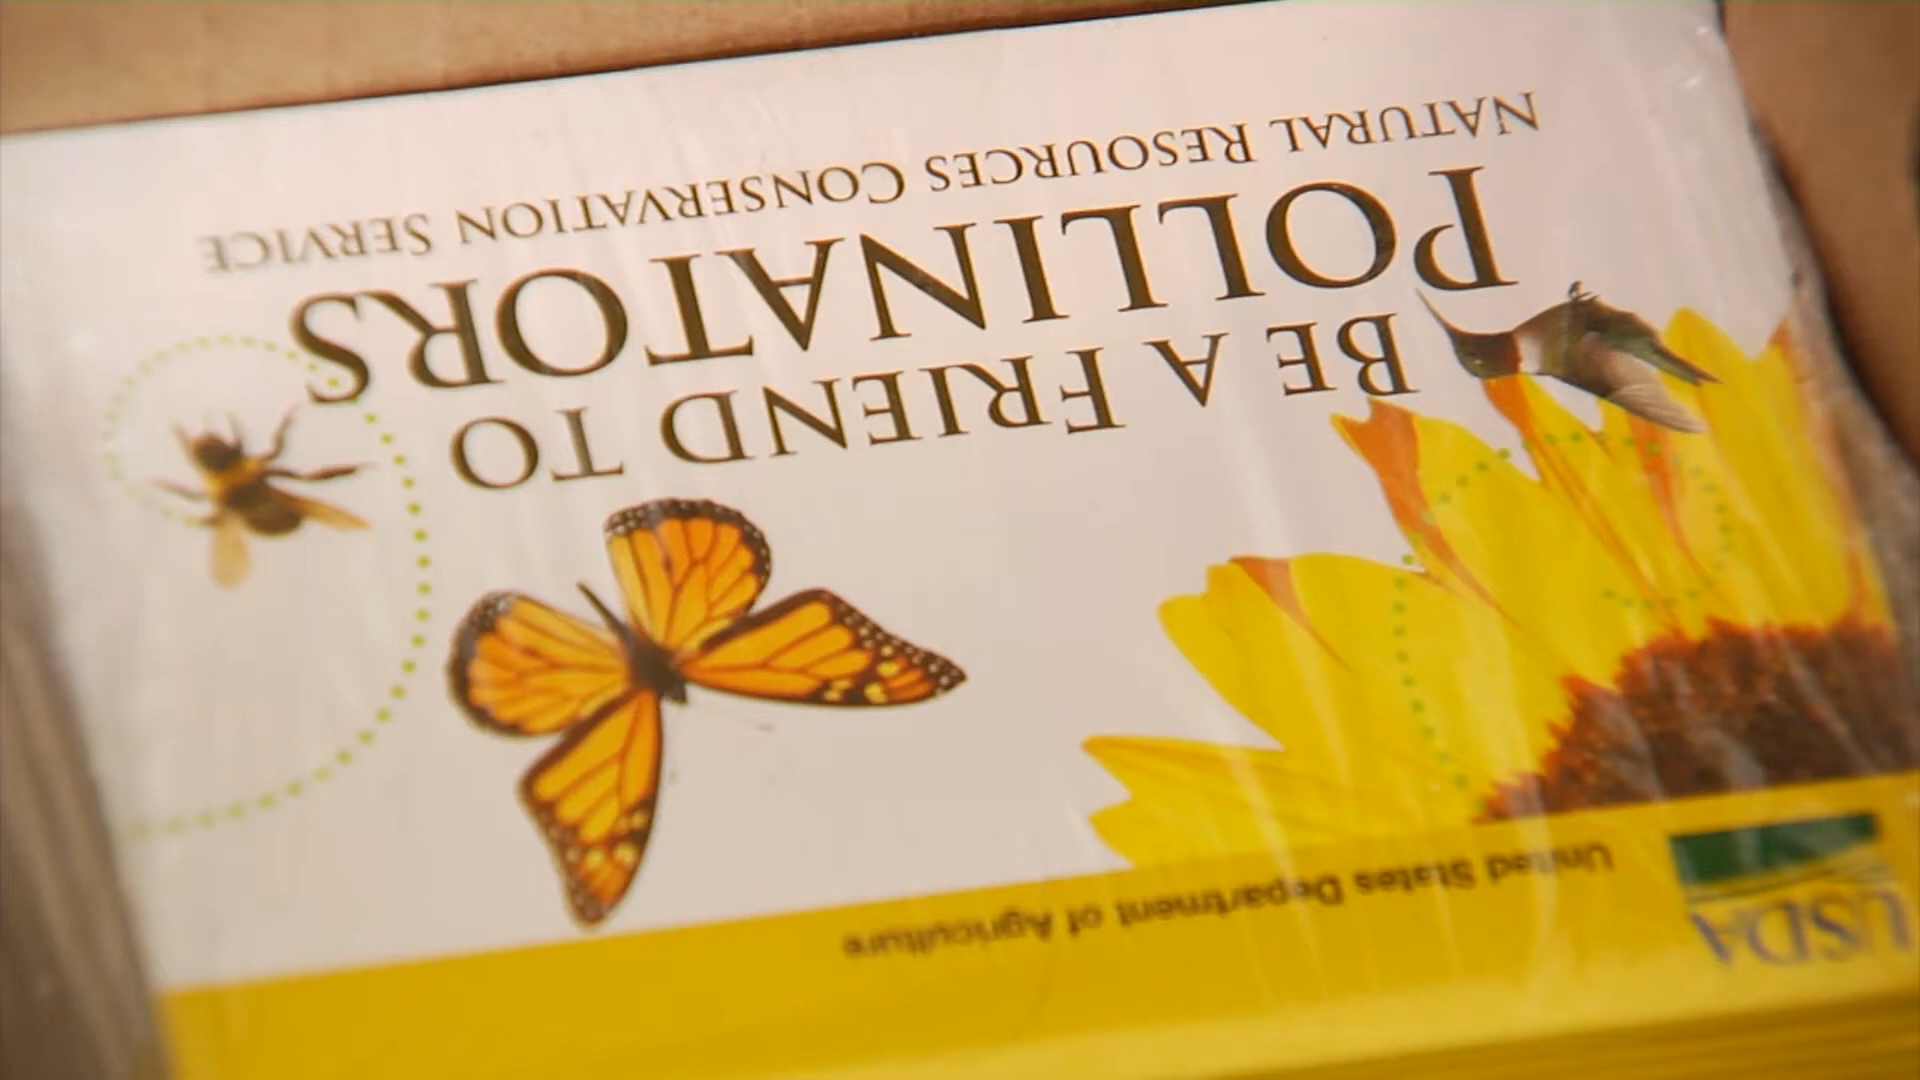 USDA
United States Department of Agriculture
BE A FRIEND TO
POLLINATORS
NATURAL RESOURCES CONSERVATION SERVICE